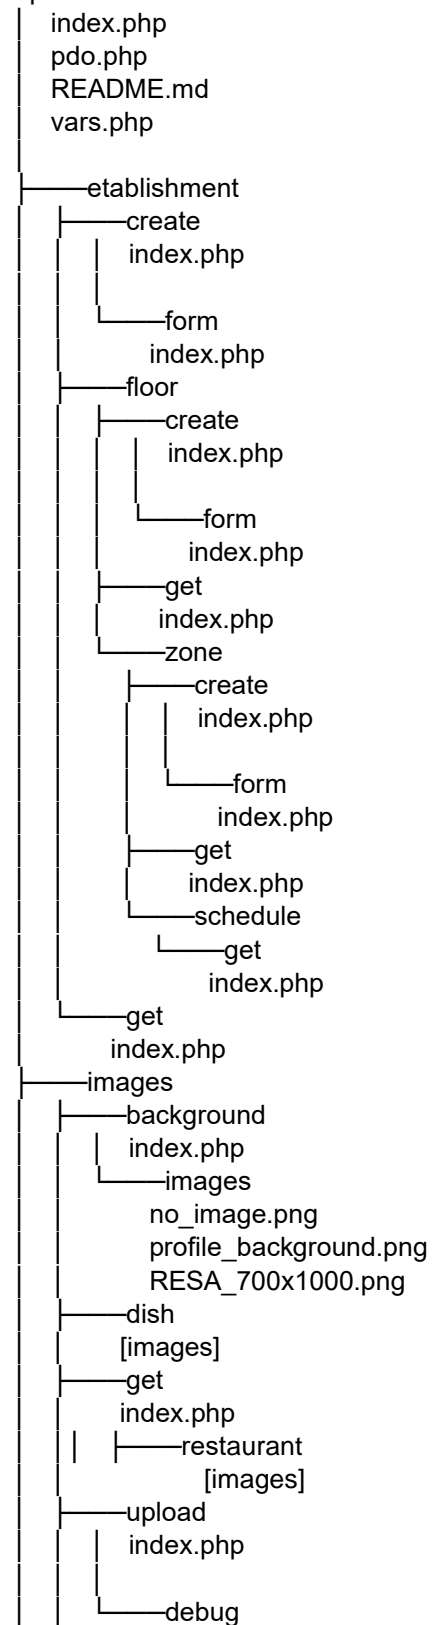 index.php
pdo.php
README.md
vars.php
etablishment
create
index.php
form
index.php
floor
create
index.php
form
index.php
get
index.php
zone
create
index.php
form
index.php
get
index.php
schedule
get
index.php
get
index.php
images
background
index.php
images
no_image.png
profile_background.png
RESA_700x1000.png
dish
[images]
get
index.php
restaurant
[images]
upload
index.php
debug